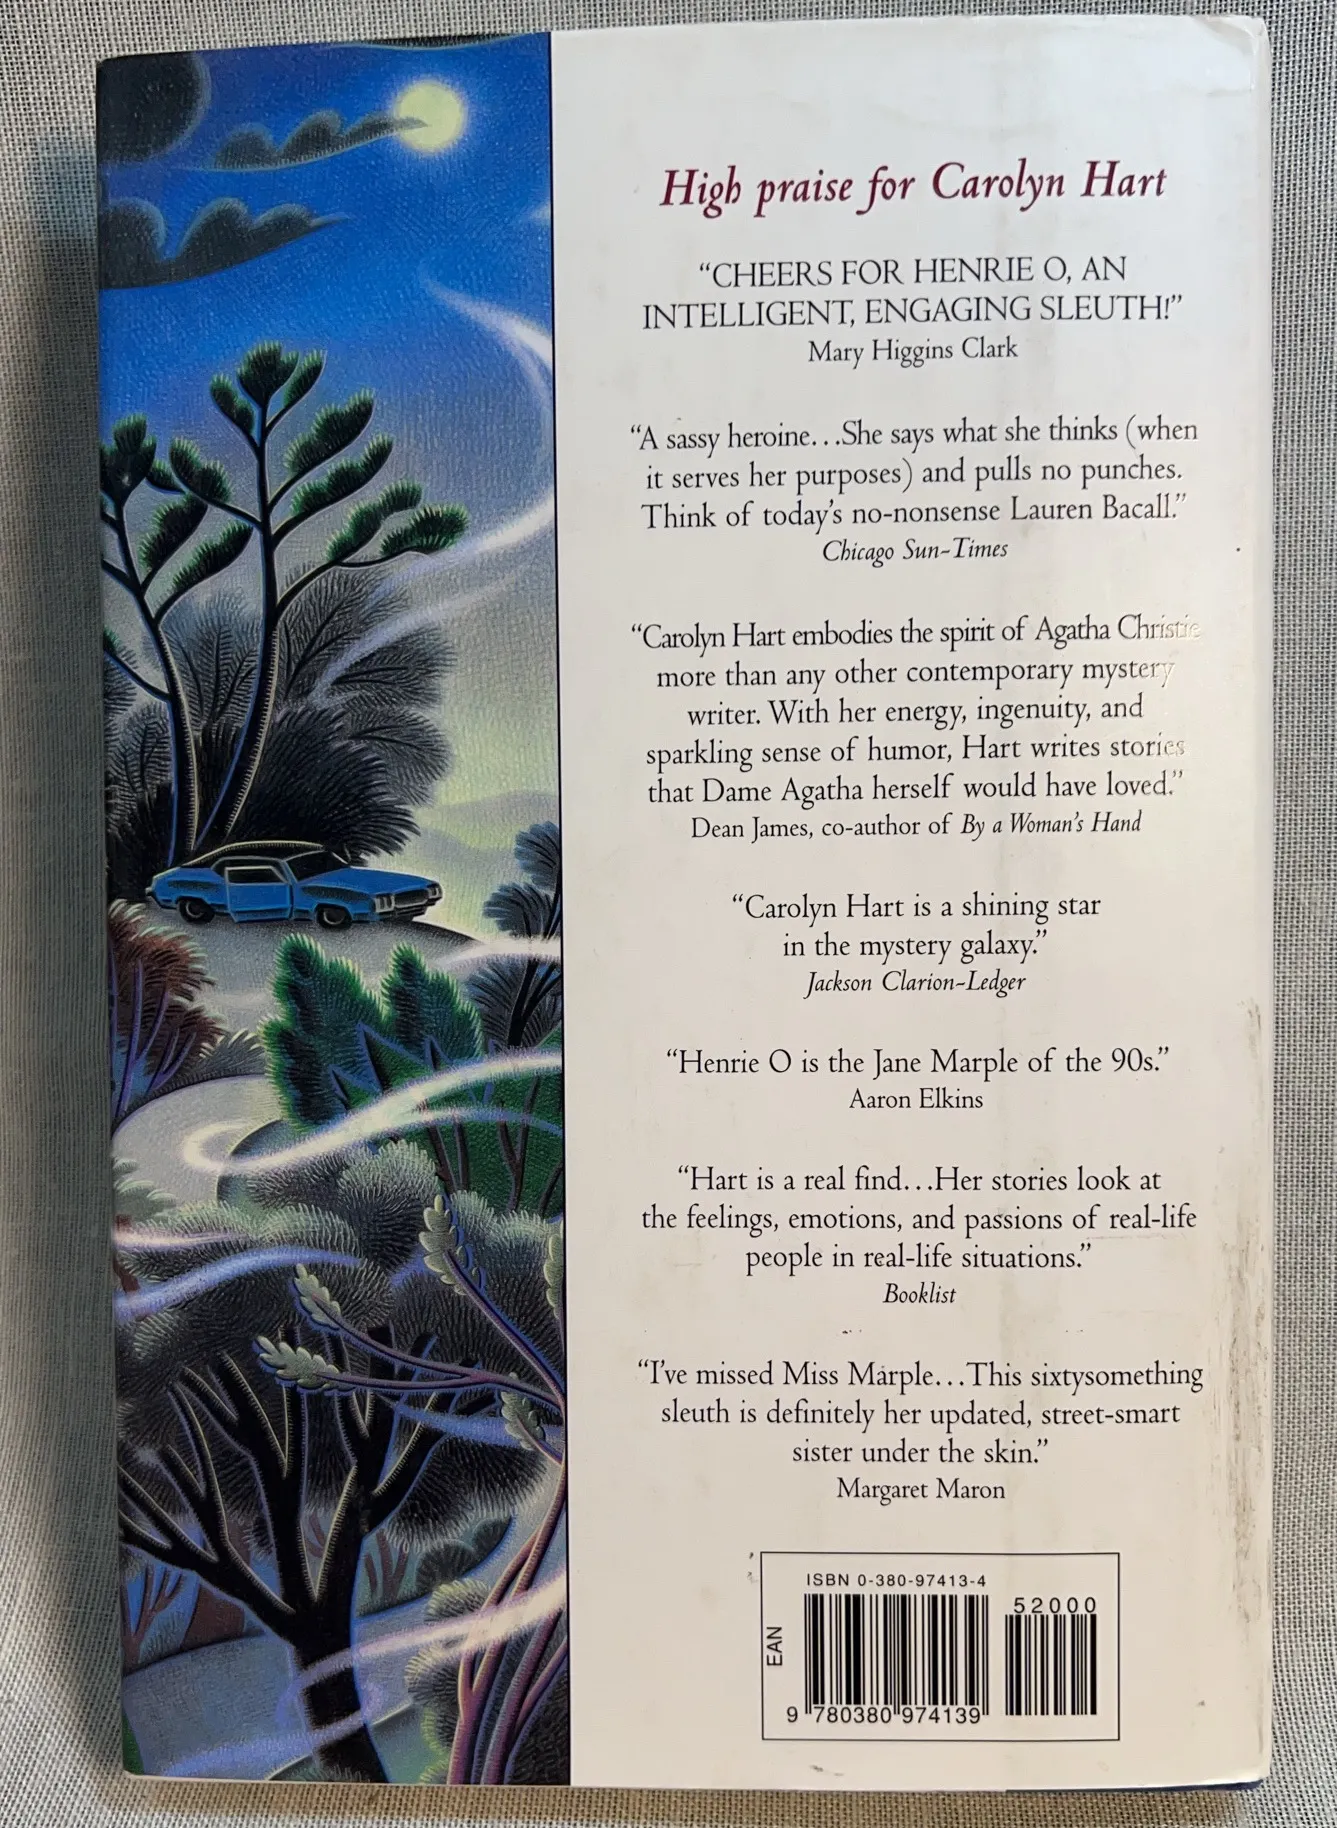 High praise for Carolyn Hart
“CHEERS FOR HENRIE O, AN
INTELLIGENT, ENGAGING SLEUTH!”
Mary Higgins Clark
“A sassy heroine...She says what she thinks (when
it serves her purposes) and pulls no punches.
Think of today’s no-nonsense Lauren Bacall.”
Chicago Sun-Times
“Carolyn Hart embodies the spirit of Agatha Christie
more than any other contemporary mystery
writer. With her energy, ingenuity, and
sparkling sense of humor, Hart writes stories
that Dame Agatha herself would have loved.”
Dean James, co-author of By a Woman’s Hand
“Carolyn Hart is a shining star
in the mystery galaxy.”
Jackson Clarion-Ledger
“Henrie O is the Jane Marple of the 90s.”
Aaron Elkins
“Hart is a real find...Her stories look at
the feelings, emotions, and passions of real-life
people in real-life situations.”
Booklist
“I’ve missed Miss Marple...This sixtysomething
sleuth is definitely her updated, street-smart
sister under the skin.”
Margaret Maron
ISBN 0-380-97413-4
52000
EAN
9 780380 974139